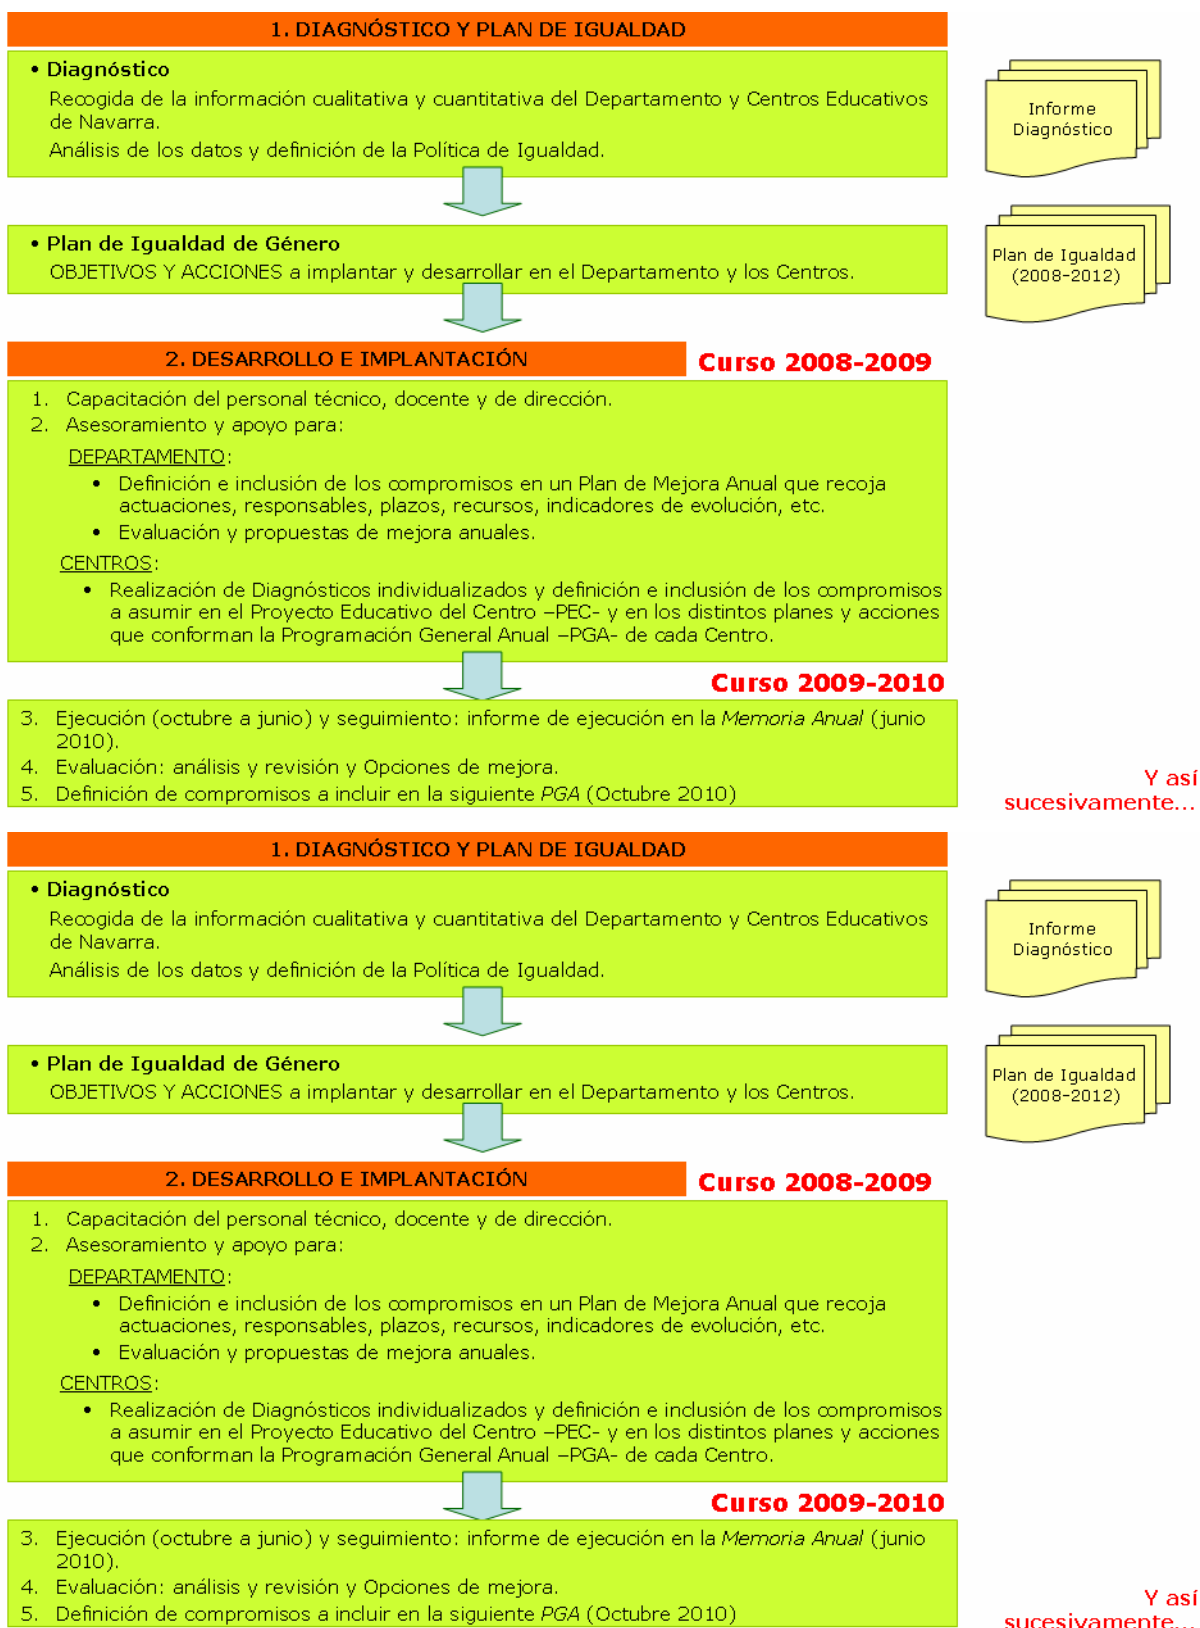 1. DIAGNÓSTICO Y PLAN DE IGUALDAD
• Diagnóstico
Recogida de la información cualitativa y cuantitativa del Departamento y Centros Educativos
de Navarra.
Análisis de los datos y definición de la Política de Igualdad.
Informe
Diagnóstico
• Plan de Igualdad de Género
OBJETIVOS Y ACCIONES a implantar y desarrollar en el Departamento y los Centros.
Plan de Igualdad
(2008-2012)
2. DESARROLLO E IMPLANTACIÓN
Curso 2008-2009
1. Capacitación del personal técnico, docente y de dirección.
2. Asesoramiento y apoyo para:
DEPARTAMENTO:
• Definición e inclusión de los compromisos en un Plan de Mejora Anual que recoja
actuaciones, responsables, plazos, recursos, indicadores de evolución, etc.
• Evaluación y propuestas de mejora anuales.
CENTROS:
• Realización de Diagnósticos individualizados y definición e inclusión de los compromisos
a asumir en el Proyecto Educativo del Centro –PEC- y en los distintos planes y acciones
que conforman la Programación General Anual –PGA- de cada Centro.
Curso 2009-2010
3. Ejecución (octubre a junio) y seguimiento: informe de ejecución en la Memoria Anual (junio
2010).
4. Evaluación: análisis y revisión y Opciones de mejora.
5. Definición de compromisos a incluir en la siguiente PGA (Octubre 2010)
Y así
sucesivamente...
1. DIAGNÓSTICO Y PLAN DE IGUALDAD
• Diagnóstico
Recogida de la información cualitativa y cuantitativa del Departamento y Centros Educativos
de Navarra.
Análisis de los datos y definición de la Política de Igualdad.
Informe
Diagnóstico
• Plan de Igualdad de Género
OBJETIVOS Y ACCIONES a implantar y desarrollar en el Departamento y los Centros.
Plan de Igualdad
(2008-2012)
2. DESARROLLO E IMPLANTACIÓN
Curso 2008-2009
1. Capacitación del personal técnico, docente y de dirección.
2. Asesoramiento y apoyo para:
DEPARTAMENTO:
• Definición e inclusión de los compromisos en un Plan de Mejora Anual que recoja
actuaciones, responsables, plazos, recursos, indicadores de evolución, etc.
• Evaluación y propuestas de mejora anuales.
CENTROS:
• Realización de Diagnósticos individualizados y definición e inclusión de los compromisos
a asumir en el Proyecto Educativo del Centro –PEC- y en los distintos planes y acciones
que conforman la Programación General Anual –PGA- de cada Centro.
Curso 2009-2010
3. Ejecución (octubre a junio) y seguimiento: informe de ejecución en la Memoria Anual (junio
2010).
4. Evaluación: análisis y revisión y Opciones de mejora.
5. Definición de compromisos a incluir en la siguiente PGA (Octubre 2010)
Y así
sucesivamente...